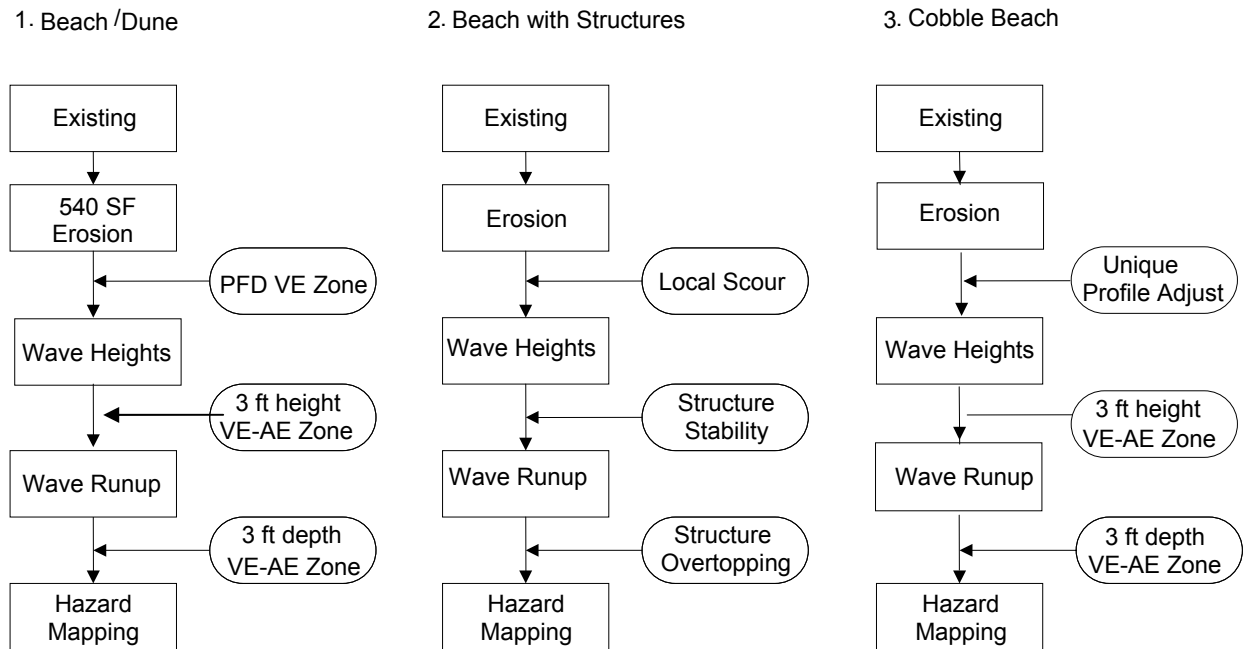 1. Beach /Dune
Existing
540 SF
Erosion
PFD VE Zone
Wave Heights
3 ft height
VE-AE Zone
Wave Runup
3 ft depth
VE-AE Zone
Hazard
Mapping
2. Beach with Structures
Existing
Erosion
Local Scour
Wave Heights
Structure
Stability
Wave Runup
Structure
Overtopping
Hazard
Mapping
3. Cobble Beach
Existing
Erosion
Unique
Profile Adjust
Wave Heights
3 ft height
VE-AE Zone
Wave Runup
3 ft depth
VE-AE Zone
Hazard
Mapping